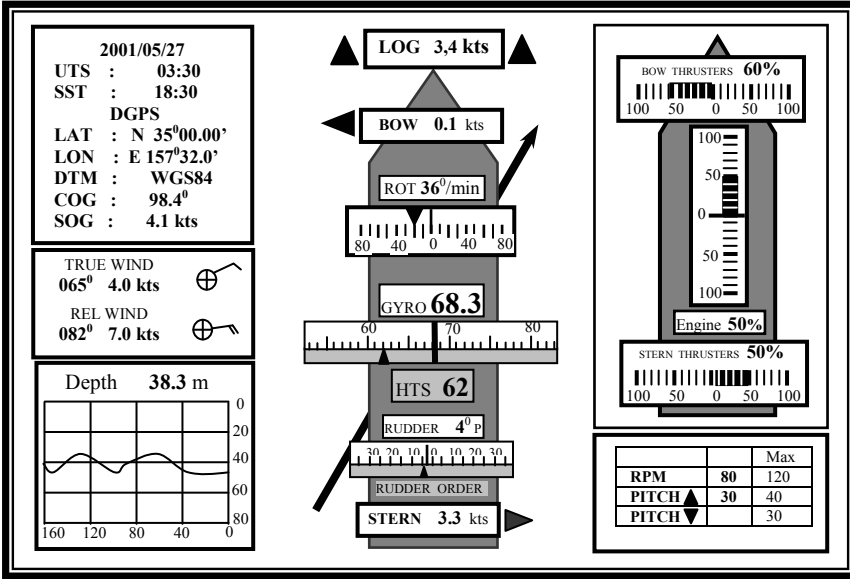 2001/05/27
UTS : 03:30
SST : 18:30
DGPS
LAT : N 35⁰00.00’
LON : E 157⁰32.0’
DTM : WGS84
COG : 98.4⁰
SOG : 4.1 kts
TRUE WIND
065⁰ 4.0 kts
REL WIND
082⁰ 7.0 kts
Depth 38.3 m
0
20
40
60
80
160 120 80 40 0
LOG 3,4 kts
BOW 0.1 kts
ROT 36⁰/min
80 40 0 40 80
GYRO 68.3
60 70 80
HTS 62
RUDDER 4⁰ P
30 20 10 0 10 20 30
RUDDER ORDER
STERN 3.3 kts
BOW THRUSTERS 60%
100 50 0 50 100
100
50
0
50
100
Engine 50%
STERN THRUSTERS 50%
100 50 0 50 100
Max
RPM 80 120
PITCH▲ 30 40
PITCH▼ 30